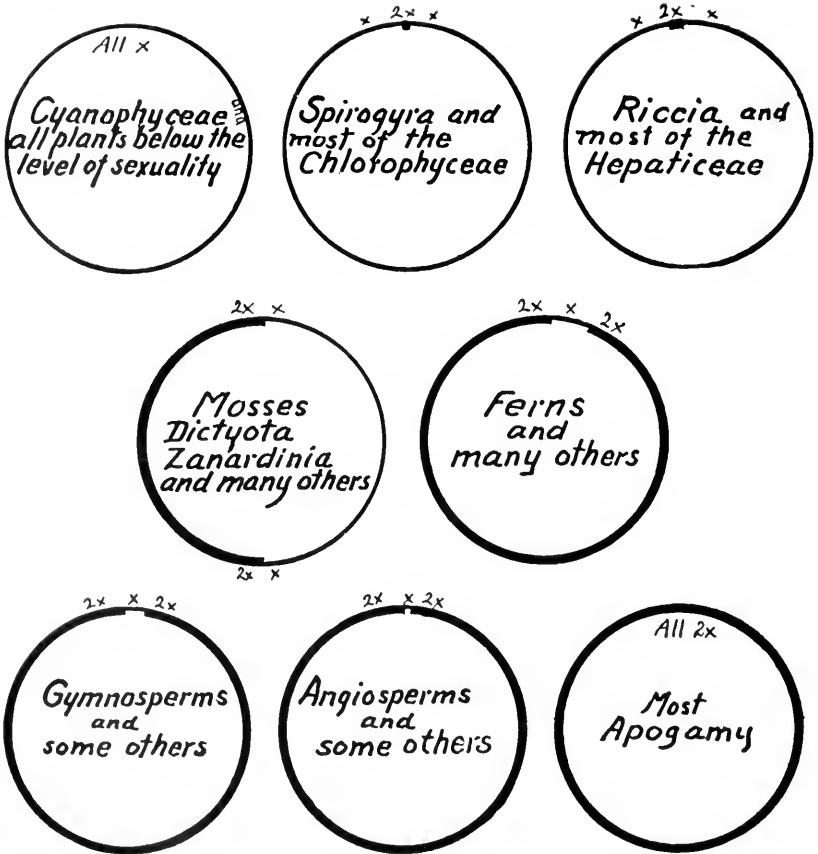 All x
Cyanophyceae and
all plants below the
level of sexuality
x 2x x
Spirogyra and
most of the
Chlorophyceae
x 2x x
Riccia and
most of the
Hepaticeae
2x x
Mosses
Dictyota
Zanardinia
and many others
2x x
2x x 2x
Ferns
and
many others
2x x 2x
Gymnosperms
and
some others
2x x 2x
Angiosperms
and
some others
All 2x
Most
Apogamy